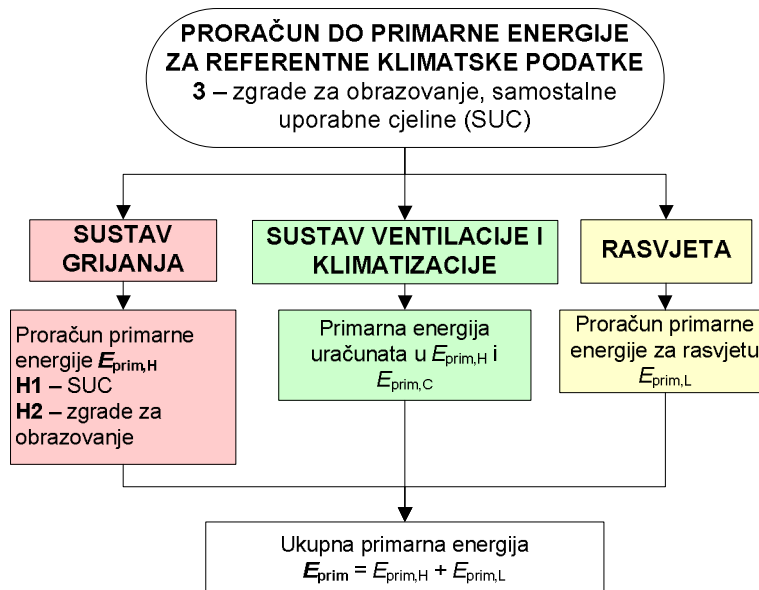 PRORAČUN DO PRIMARNE ENERGIJE
ZA REFERENTNE KLIMATSKE PODATKE
3 – zgrade za obrazovanje, samostalne
uporabne cjeline (SUC)
SUSTAV
GRIJANJA
SUSTAV VENTILACIJE I
KLIMATIZACIJE
RASVJETA
Proračun primarne
energije Eprim,H
H1 – SUC
H2 – zgrade za
obrazovanje
Primarna energija
uračunata u Eprim,H i
Eprim,C
Proračun primarne
energije za rasvjetu
Eprim,L
Ukupna primarna energija
Eprim = Eprim,H + Eprim,L